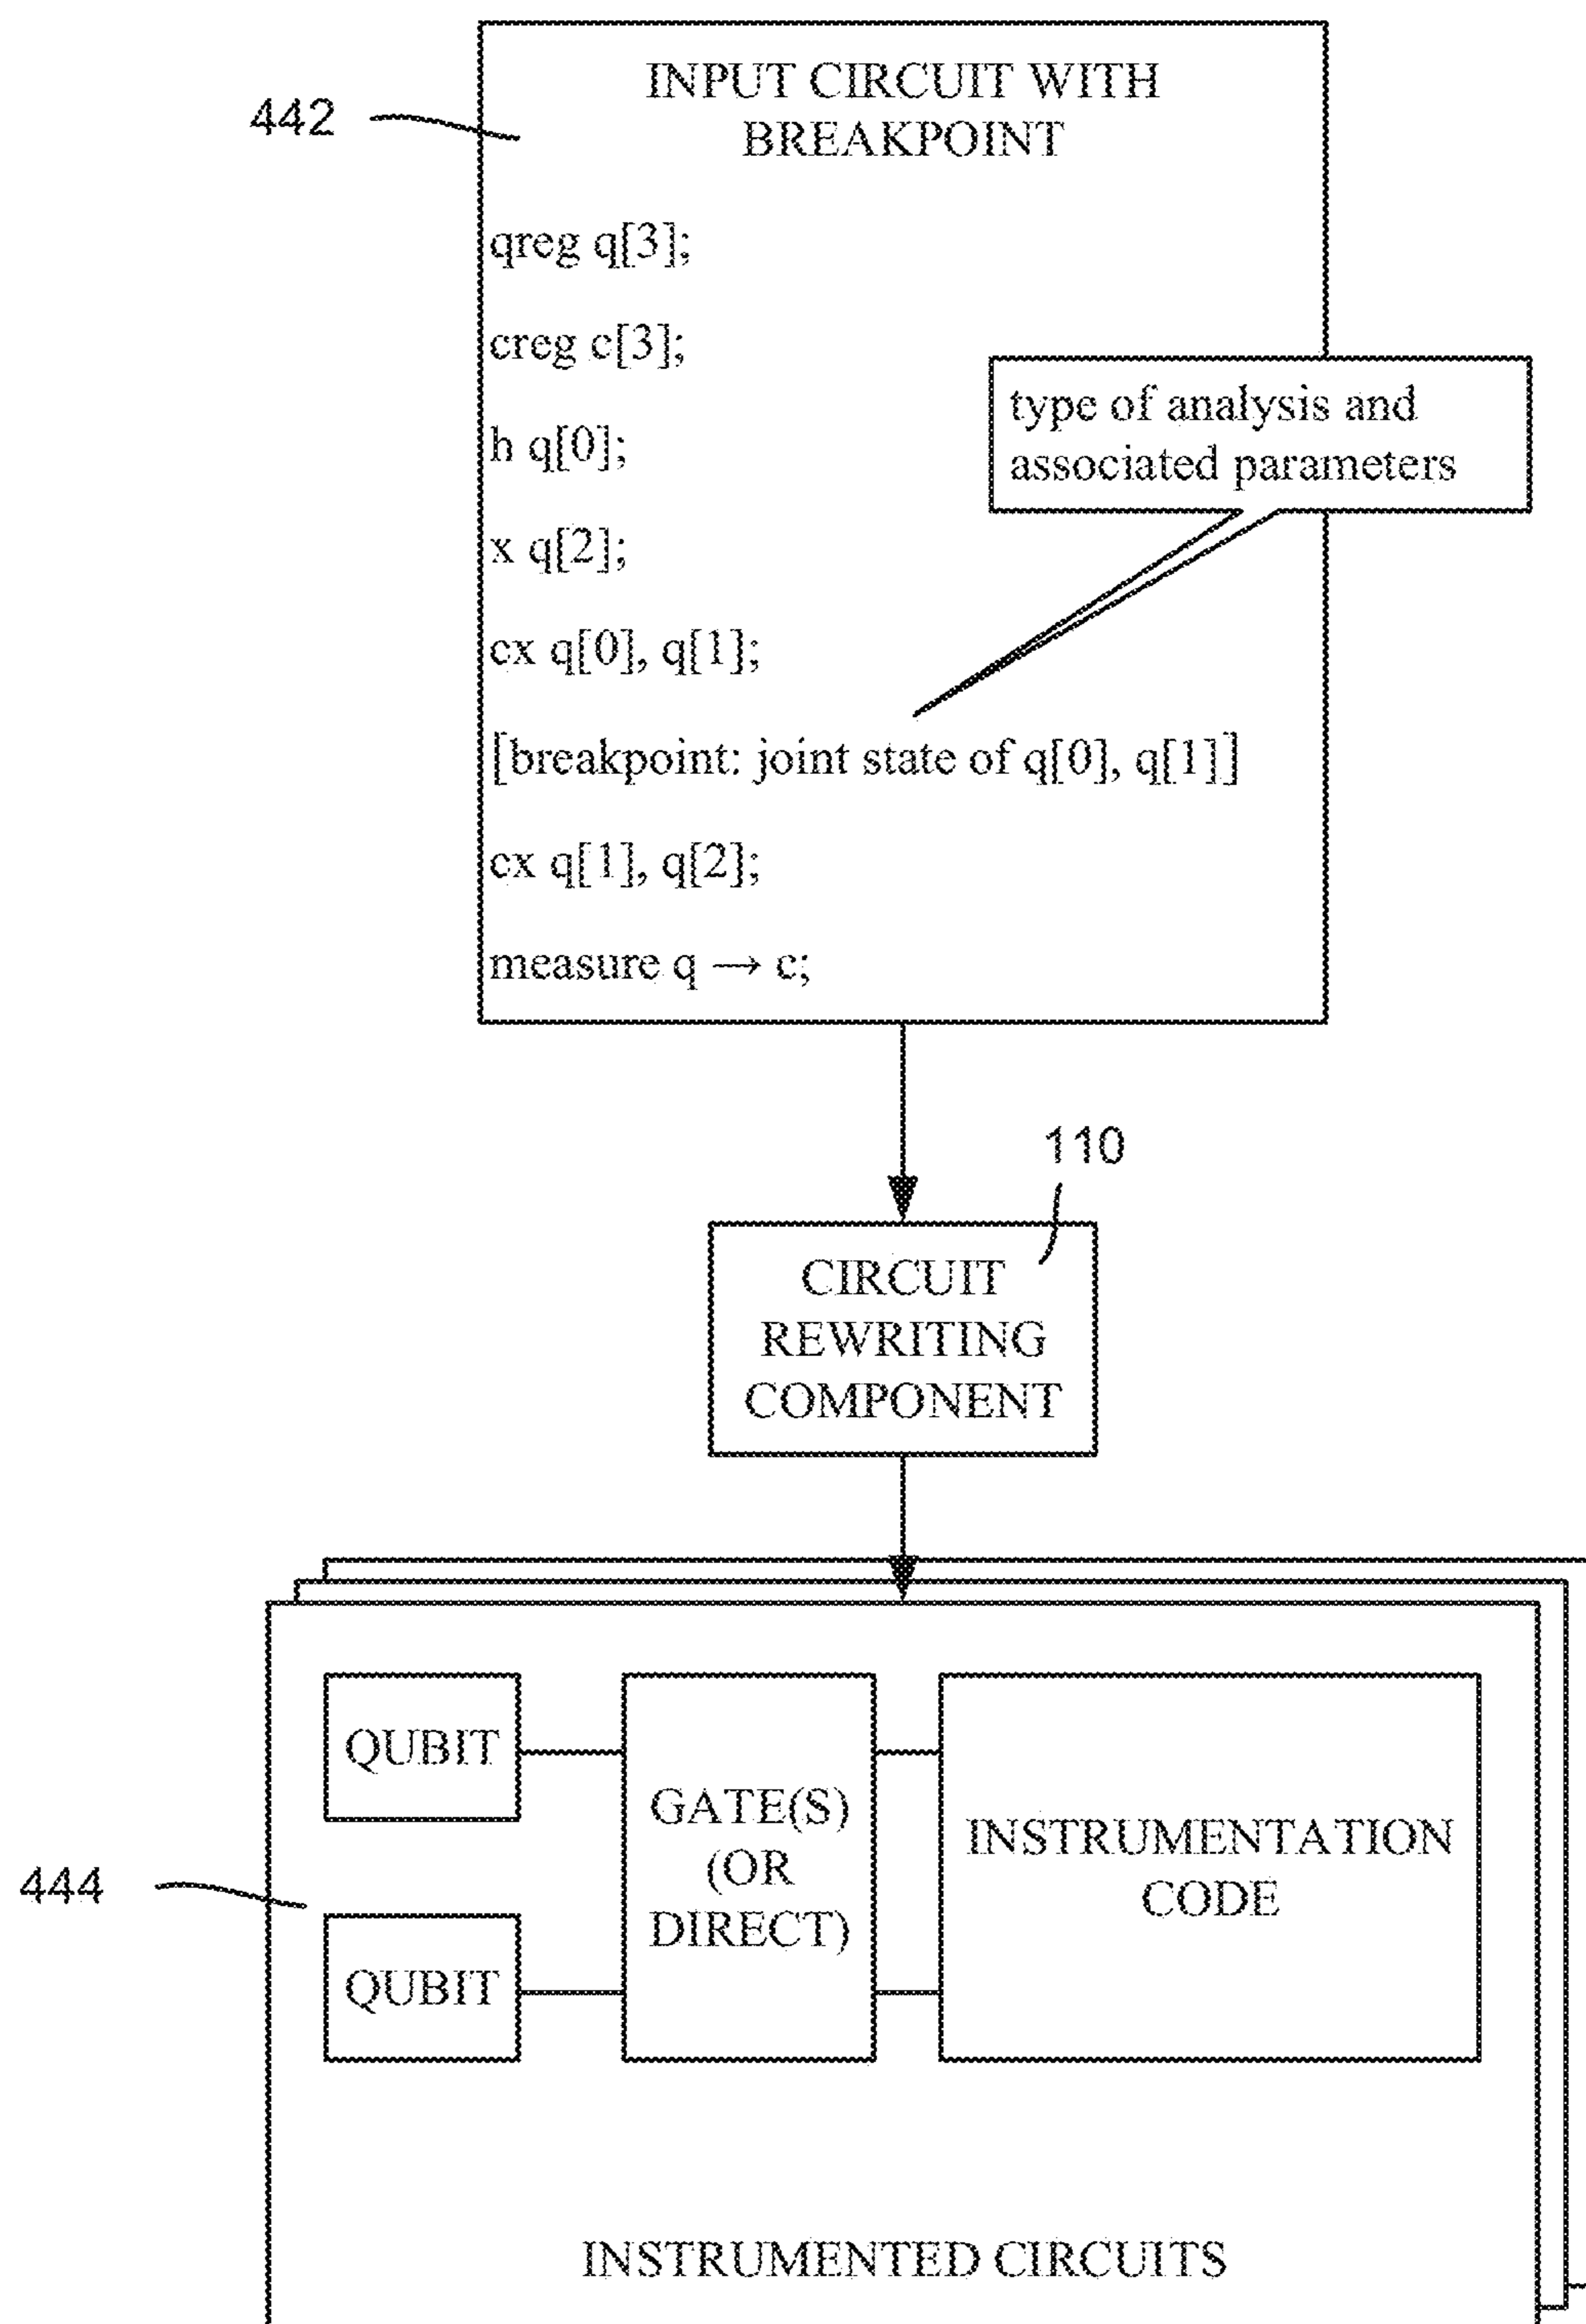 INPUT CIRCUIT WITH
BREAKPOINT
442
qreg q[3];
creg c[3];
type of analysis and
associated parameters
h q[0];
x q[2];
cx q[0], q[1];
[breakpoint: joint state of q[0], q[1]]
cx q[1], q[2];
measure q → c;
110
CIRCUIT
REWRITING
COMPONENT
QUBIT
GATE(S)
(OR
DIRECT)
INSTRUMENTATION
CODE
444
QUBIT
INSTRUMENTED CIRCUITS